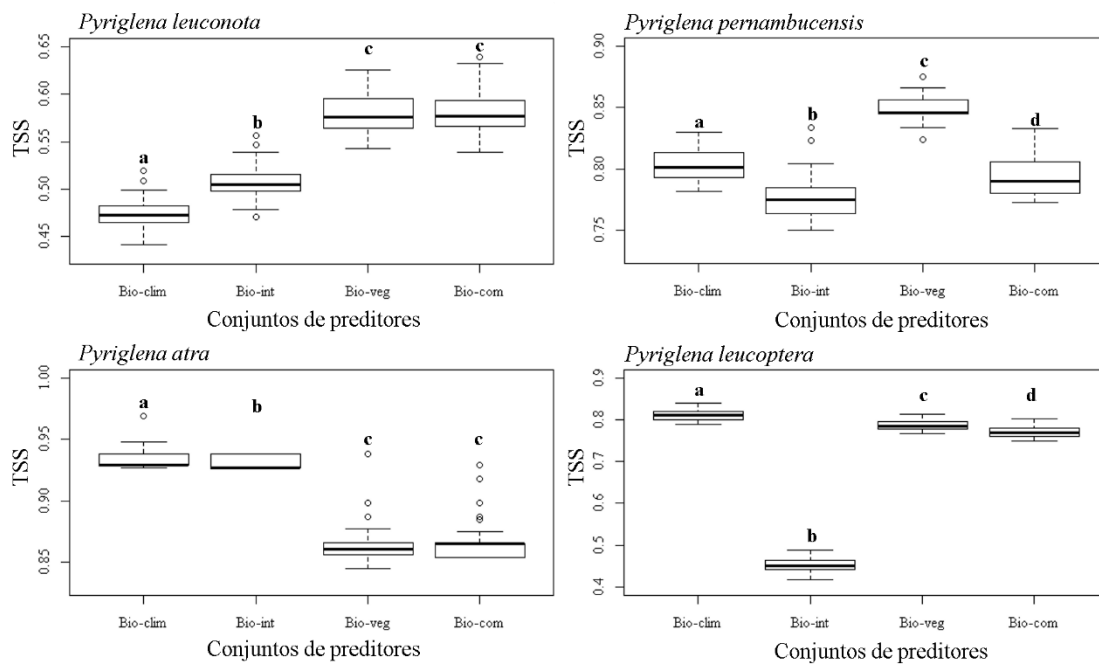 Pyriglena leuconota
0.65
0.60
0.55
0.50
0.45
TSS
a
b
c
c
Bio-clim Bio-int Bio-veg Bio-com
Conjuntos de preditores
Pyriglena pernambucensis
0.90
0.85
0.80
0.75
TSS
a
b
c
d
Bio-clim Bio-int Bio-veg Bio-com
Conjuntos de preditores
Pyriglena atra
1.00
0.95
0.90
0.85
TSS
a
b
c
c
Bio-clim Bio-int Bio-veg Bio-com
Conjuntos de preditores
Pyriglena leucoptera
0.9
0.8
0.7
0.6
0.5
0.4
TSS
a
b
c
d
Bio-clim Bio-int Bio-veg Bio-com
Conjuntos de preditores